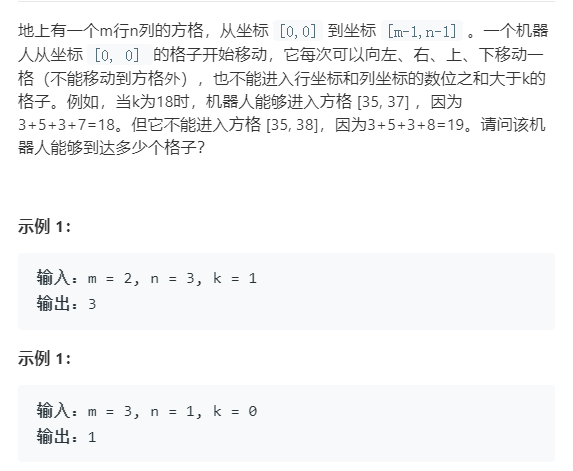 地上有一个m行n列的方格，从坐标 [0,0] 到坐标 [m-1,n-1] 。一个机器
人从坐标 [0, 0] 的格子开始移动，它每次可以向左、右、上、下移动一
格（不能移动到方格外），也不能进入行坐标和列坐标的数位之和大于k的
格子。例如，当k为18时，机器人能够进入方格 [35, 37] ，因为
3+5+3+7=18。但它不能进入方格 [35, 38]，因为3+5+3+8=19。请问该机
器人能够到达多少个格子？
示例 1：
输入：m = 2, n = 3, k = 1
输出：3
示例 1：
输入：m = 3, n = 1, k = 0
输出：1